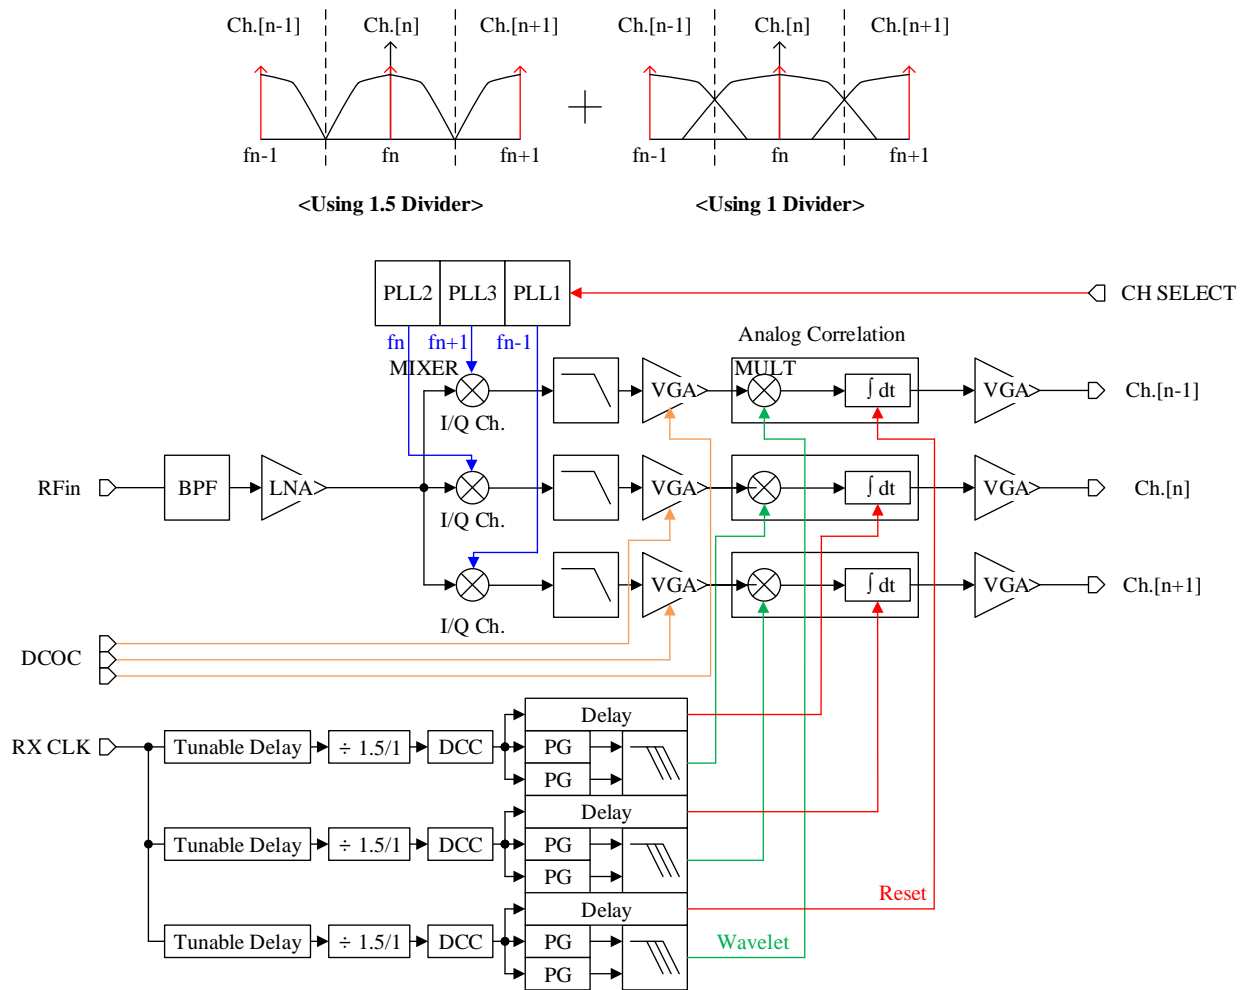 Ch.[n-1] Ch.[n] Ch.[n+1] Ch.[n-1] Ch.[n] Ch.[n+1]
fn-1 fn fn+1 fn-1 fn fn+1
<Using 1.5 Divider> <Using 1 Divider>
PLL2 PLL3 PLL1 CH SELECT
fn fn+1 fn-1 Analog Correlation
MIXER MULT
VGA ∫ dt VGA Ch.[n-1]
I/Q Ch.
RFin BPF LNA VGA ∫ dt VGA Ch.[n]
I/Q Ch.
VGA ∫ dt VGA Ch.[n+1]
I/Q Ch.
DCOC
Delay
RX CLK Tunable Delay ÷ 1.5/1 DCC PG
PG
Delay
Tunable Delay ÷ 1.5/1 DCC PG
PG
Reset
Delay
Tunable Delay ÷ 1.5/1 DCC PG Wavelet
PG